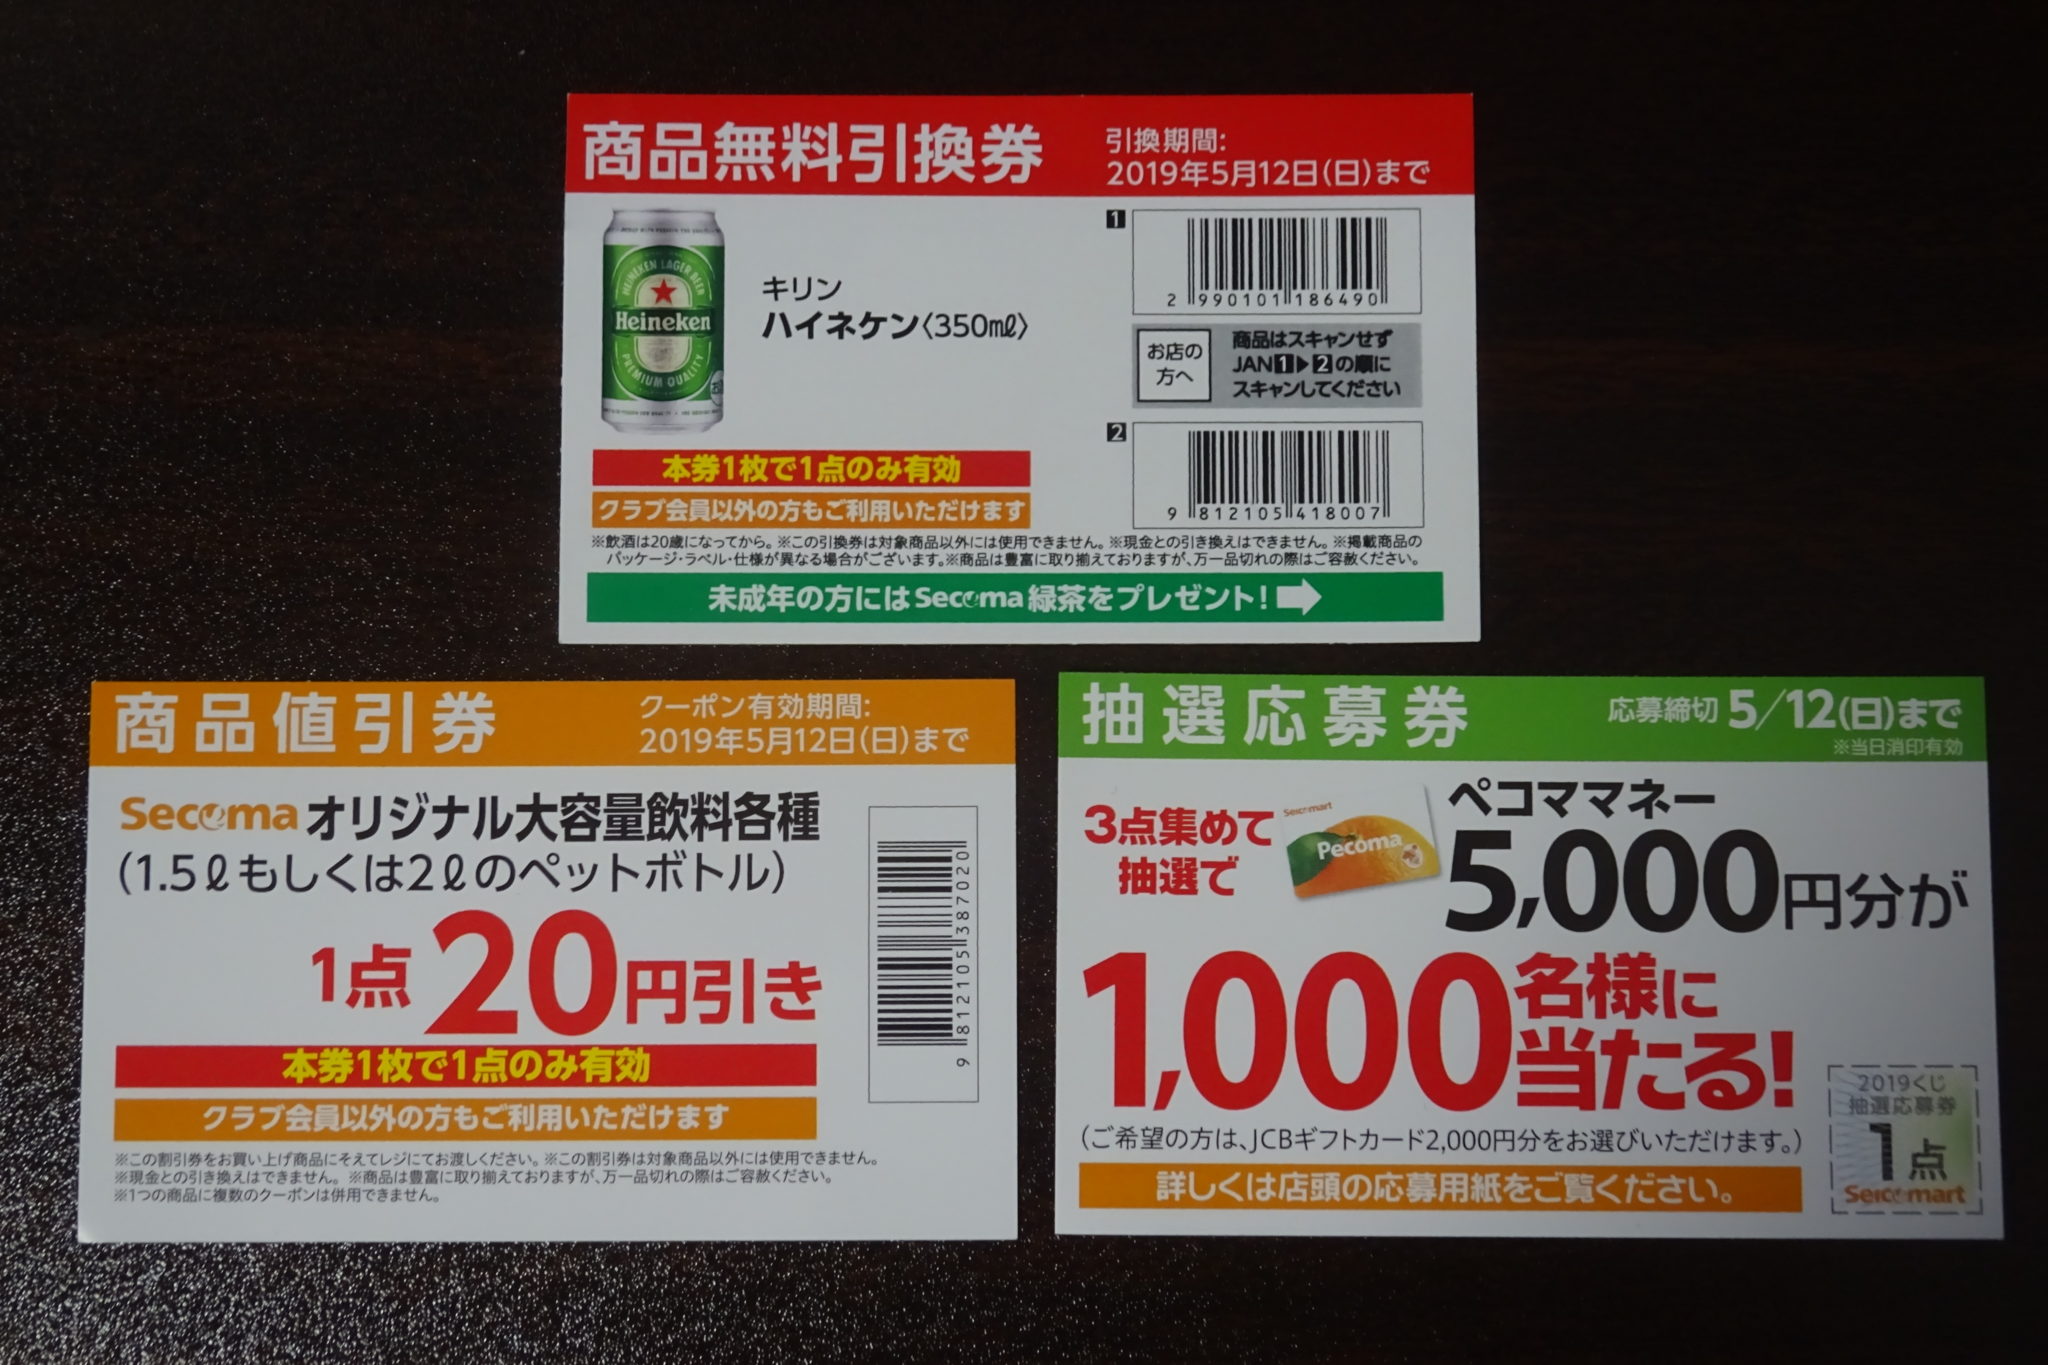 商品無料引換券
引換期間:
2019年5月12日(日)まで
HEINEKEN LAGER BEER
Heineken
PREMIUM QUALITY
キリン
ハイネケン〈350㎖〉
1
2 990101 186490
お店の
方へ
商品はスキャンせず
JAN1▶2の順に
スキャンしてください
2
9 812105 418007
本券1枚で1点のみ有効
クラブ会員以外の方もご利用いただけます
※飲酒は20歳になってから。※この引換券は対象商品以外には使用できません。※現金との引き換えはできません。※掲載商品の
パッケージ・ラベル・仕様が異なる場合がございます。※商品は豊富に取り揃えておりますが、万一品切れの際はご容赦ください。
未成年の方にはSecoma緑茶をプレゼント!➡
商品値引券
クーポン有効期間:
2019年5月12日(日)まで
Secomaオリジナル大容量飲料各種
(1.5ℓもしくは2ℓのペットボトル)
1点20円引き
9 812105 387020
本券1枚で1点のみ有効
クラブ会員以外の方もご利用いただけます
※この割引券をお買い上げ商品にそえてレジにてお渡しください。※この割引券は対象商品以外には使用できません。
※現金との引き換えはできません。※商品は豊富に取り揃えておりますが、万一品切れの際はご容赦ください。
※1つの商品に複数のクーポンは併用できません。
抽選応募券
応募締切 5/12(日)まで
※当日消印有効
3点集めて
抽選で
Seicomart
Pecoma
ペコママネー
5,000円分が
1,000名様に
当たる!
(ご希望の方は、JCBギフトカード2,000円分をお選びいただけます。)
詳しくは店頭の応募用紙をご覧ください。
2019くじ
抽選応募券
1点
Seicomart